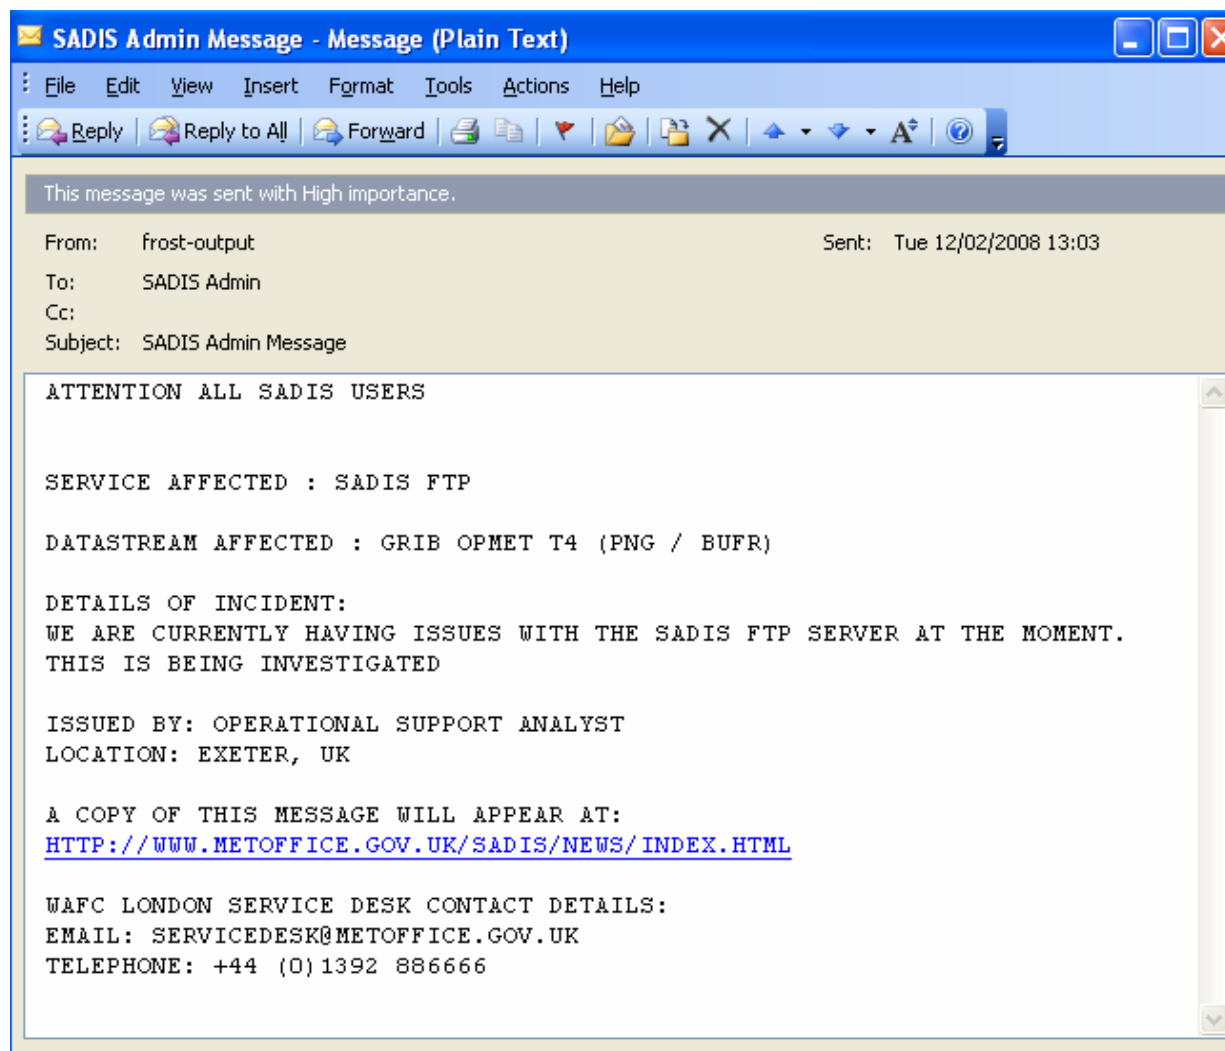 SADIS Admin Message - Message (Plain Text)
File Edit View Insert Format Tools Actions Help
Reply Reply to All Forward
This message was sent with High importance.
From: frost-output Sent: Tue 12/02/2008 13:03
To: SADIS Admin
Cc:
Subject: SADIS Admin Message
ATTENTION ALL SADIS USERS
SERVICE AFFECTED : SADIS FTP
DATASTREAM AFFECTED : GRIB OPMET T4 (PNG / BUFR)
DETAILS OF INCIDENT:
WE ARE CURRENTLY HAVING ISSUES WITH THE SADIS FTP SERVER AT THE MOMENT.
THIS IS BEING INVESTIGATED
ISSUED BY: OPERATIONAL SUPPORT ANALYST
LOCATION: EXETER, UK
A COPY OF THIS MESSAGE WILL APPEAR AT:
HTTP://WWW.METOFFICE.GOV.UK/SADIS/NEWS/INDEX.HTML
WAFC LONDON SERVICE DESK CONTACT DETAILS:
EMAIL: SERVICEDESK@METOFFICE.GOV.UK
TELEPHONE: +44 (0)1392 886666